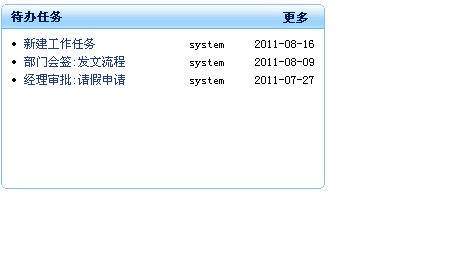 待办任务 更多
• 新建工作任务 system 2011-08-16
• 部门会签:发文流程 system 2011-08-09
• 经理审批:请假申请 system 2011-07-27